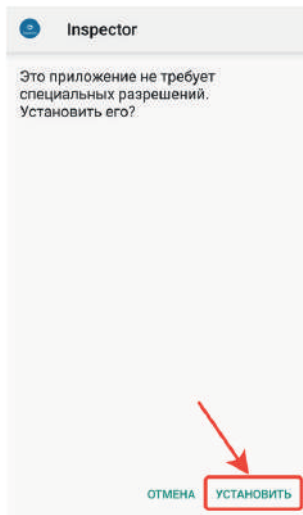 Inspector
Это приложение не требует
специальных разрешений.
Установить его?
ОТМЕНА УСТАНОВИТЬ